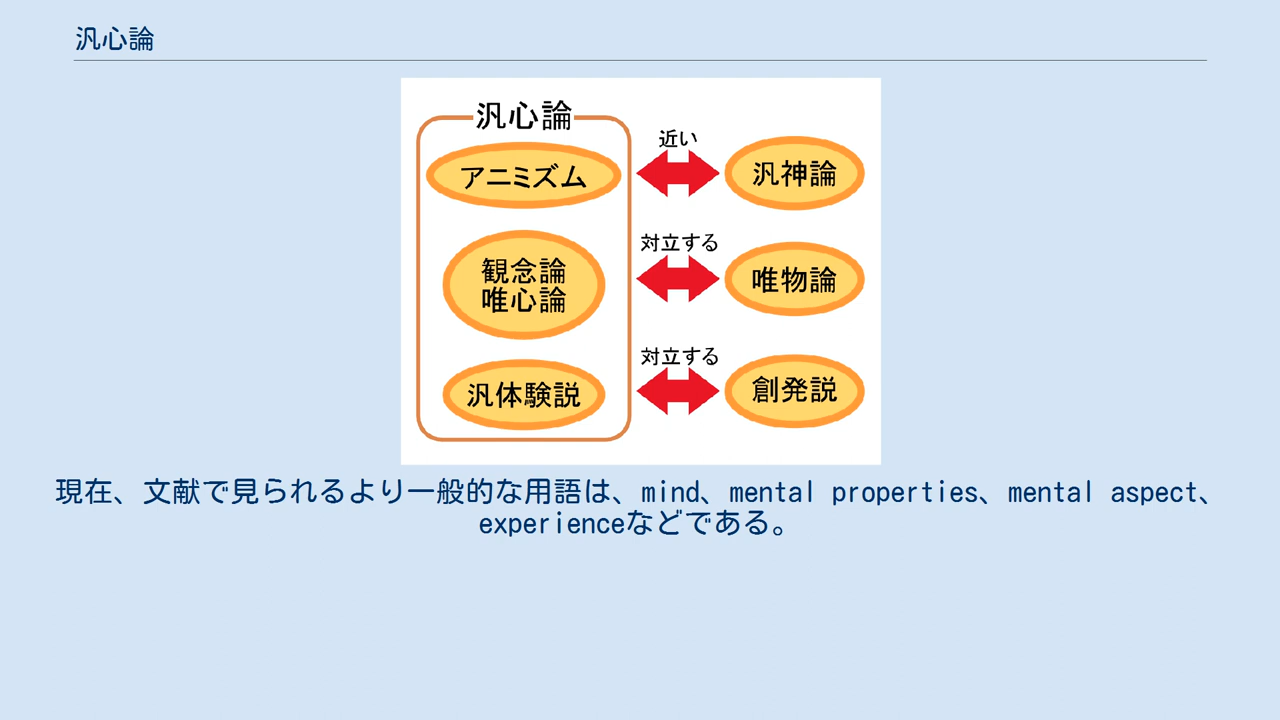 汎心論
汎心論
アニミズム
近い
汎神論
観念論
唯心論
対立する
唯物論
汎体験説
対立する
創発説
現在、文献で見られるより一般的な用語は、mind、mental properties、mental aspect、
experienceなどである。